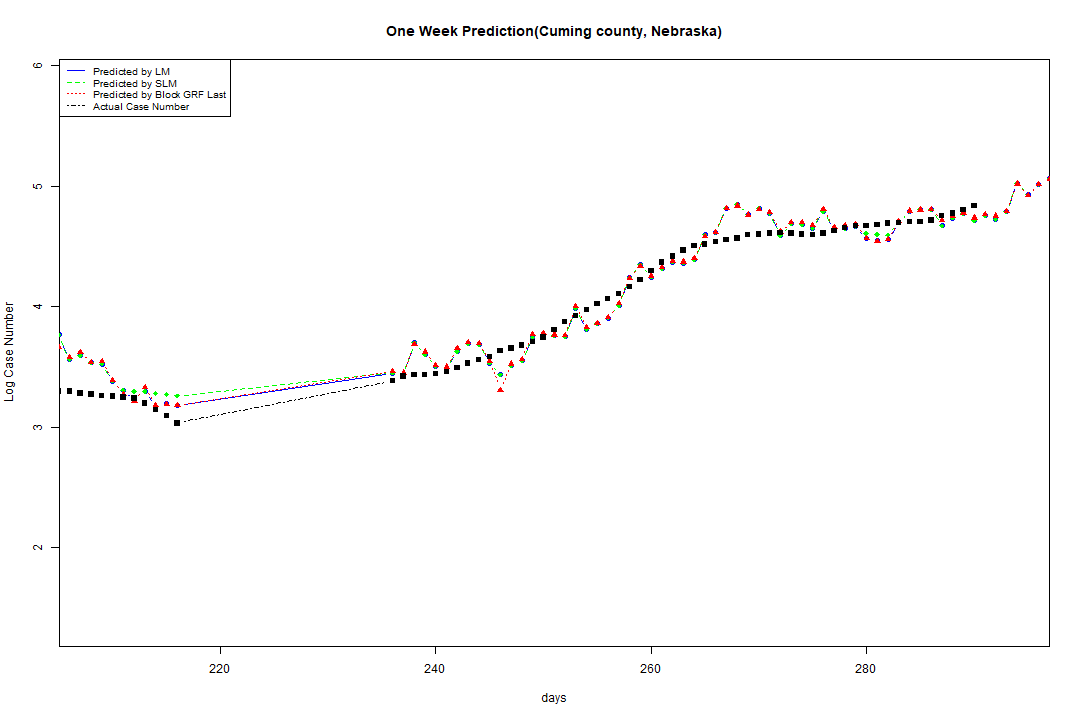 One Week Prediction(Cuming county, Nebraska)
Predicted by LM
Predicted by SLM
Predicted by Block GRF Last
Actual Case Number
6
5
4
3
2
Log Case Number
220
240
260
280
days